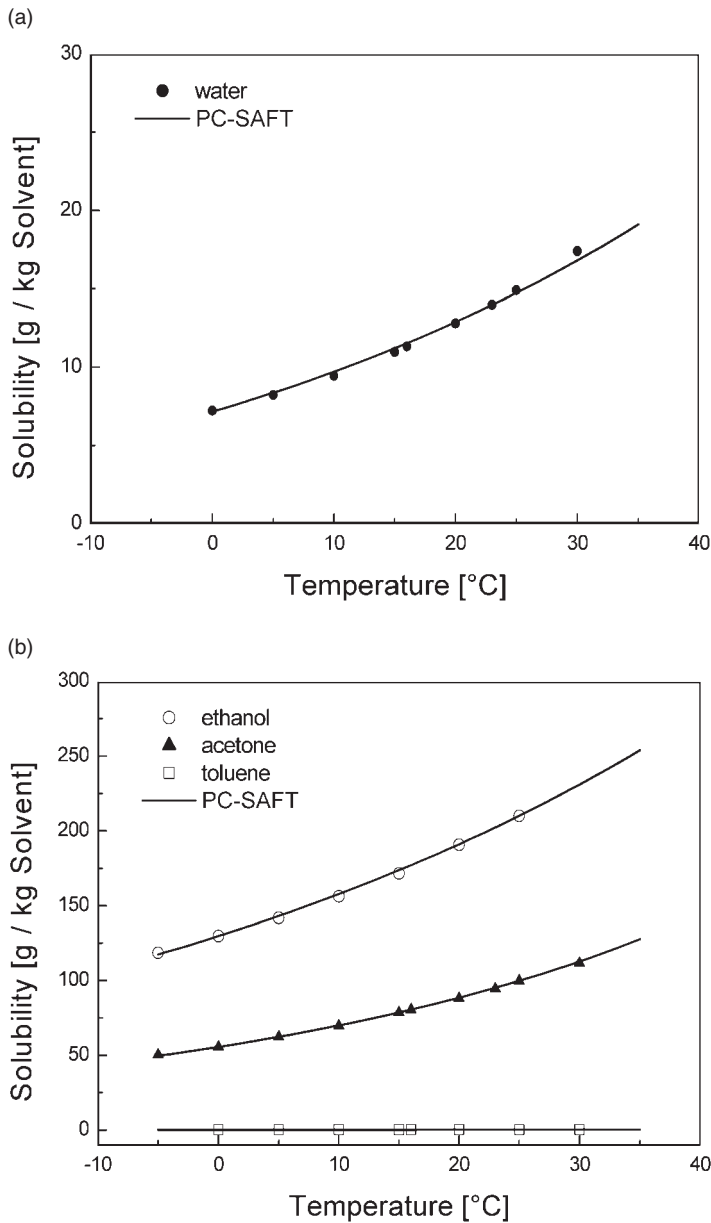 (a)
30
water
PC-SAFT
20
10
0
-10 0 10 20 30 40
Solubility [g / kg Solvent]
Temperature [°C]
(b)
300
ethanol
acetone
toluene
PC-SAFT
250
200
150
100
50
0
-10 0 10 20 30 40
Solubility [g / kg Solvent]
Temperature [°C]